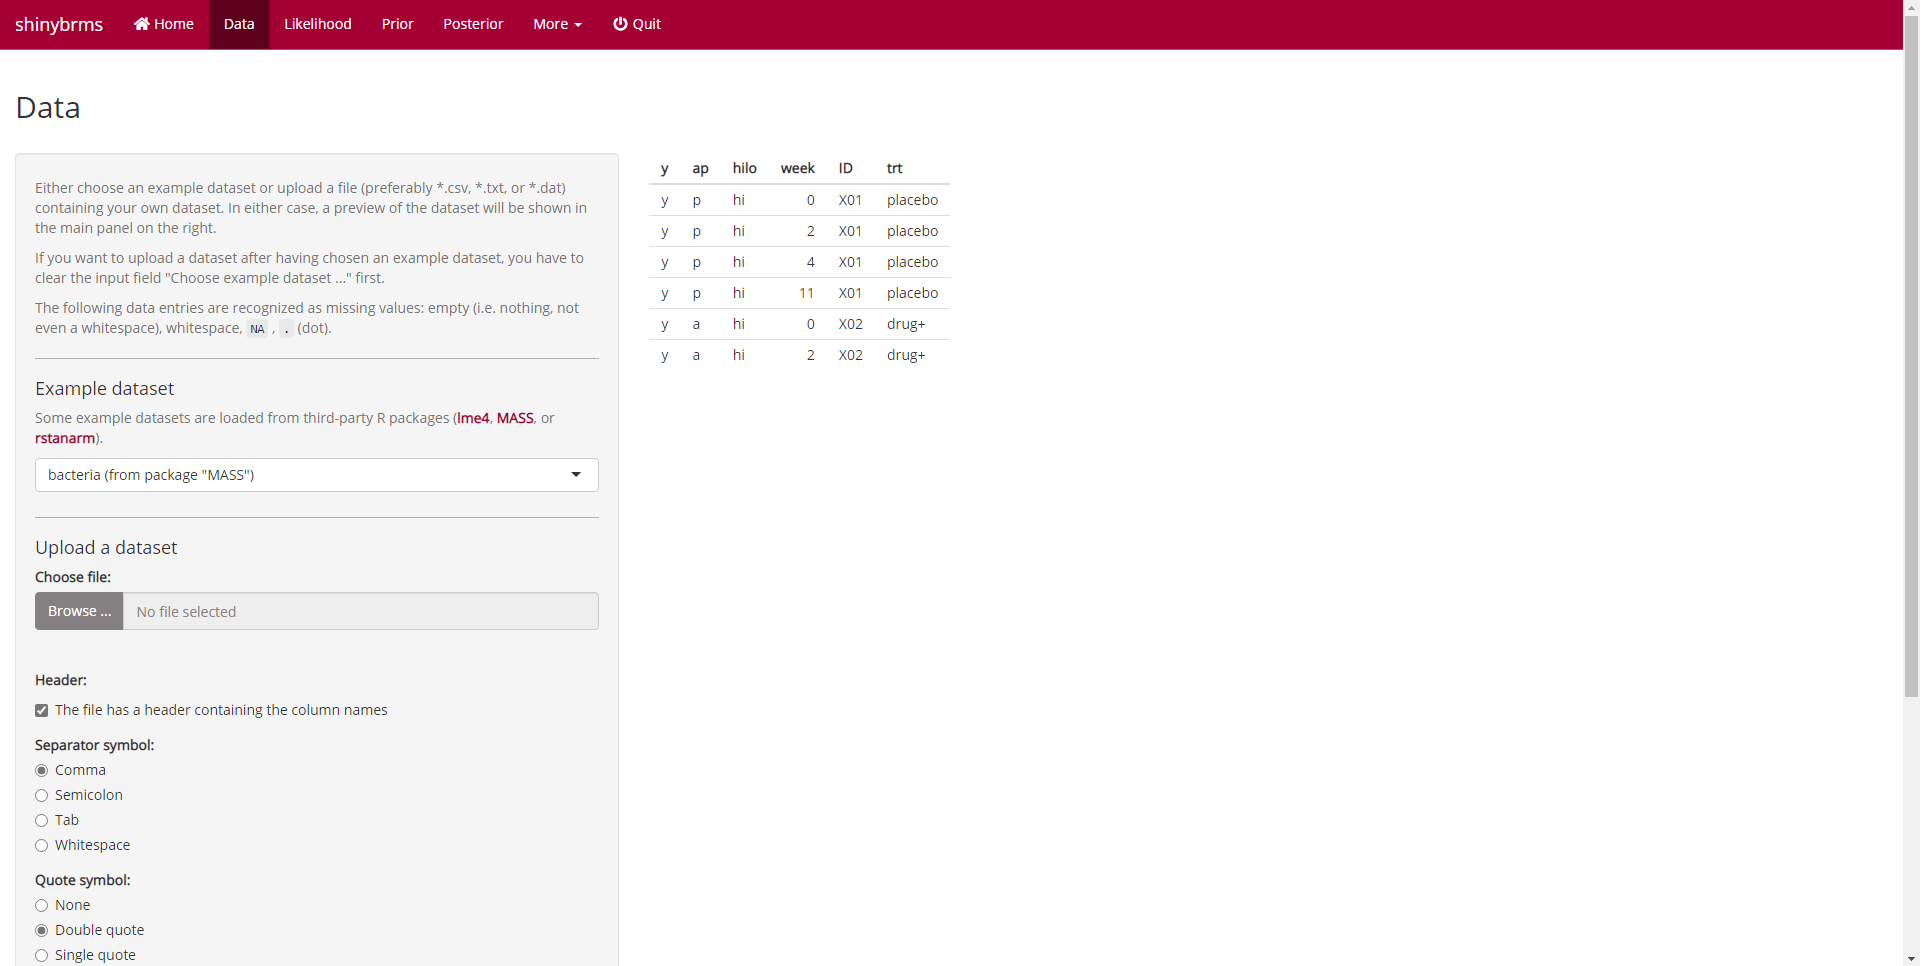 shinybrms Home Data Likelihood Prior Posterior More Quit
Data
Either choose an example dataset or upload a file (preferably *.csv, *.txt, or *.dat)
containing your own dataset. In either case, a preview of the dataset will be shown in
the main panel on the right.
If you want to upload a dataset after having chosen an example dataset, you have to
clear the input field "Choose example dataset ..." first.
The following data entries are recognized as missing values: empty (i.e. nothing, not
even a whitespace), whitespace, NA , . (dot).
Example dataset
Some example datasets are loaded from third-party R packages (lme4, MASS, or
rstanarm).
bacteria (from package "MASS")
Upload a dataset
Choose file:
Browse ... No file selected
Header:
The file has a header containing the column names
Separator symbol:
Comma
Semicolon
Tab
Whitespace
Quote symbol:
None
Double quote
Single quote
y ap hilo week ID trt
y p hi 0 X01 placebo
y p hi 2 X01 placebo
y p hi 4 X01 placebo
y p hi 11 X01 placebo
y a hi 0 X02 drug+
y a hi 2 X02 drug+